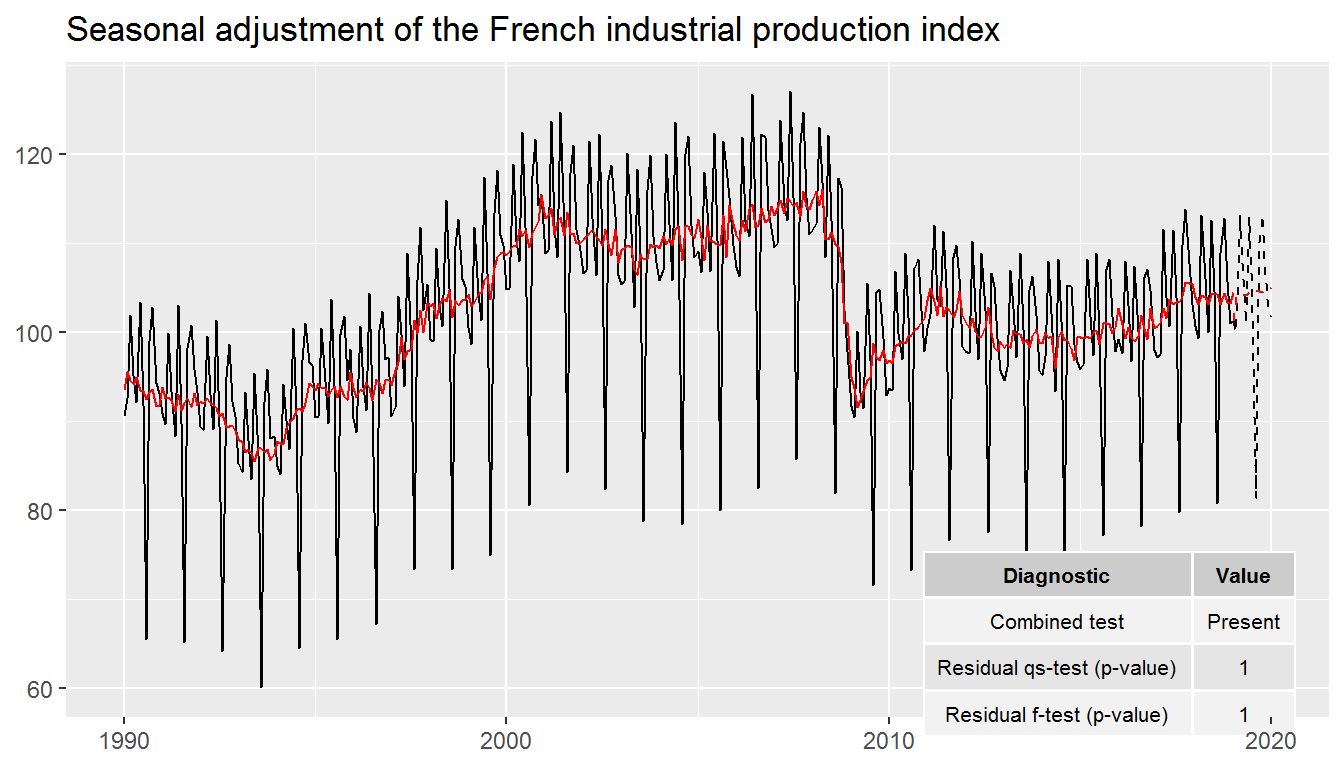 Seasonal adjustment of the French industrial production index
120
100
80
60
Diagnostic Value
Combined test Present
Residual qs-test (p-value) 1
Residual f-test (p-value) 1
1990 2000 2010 2020